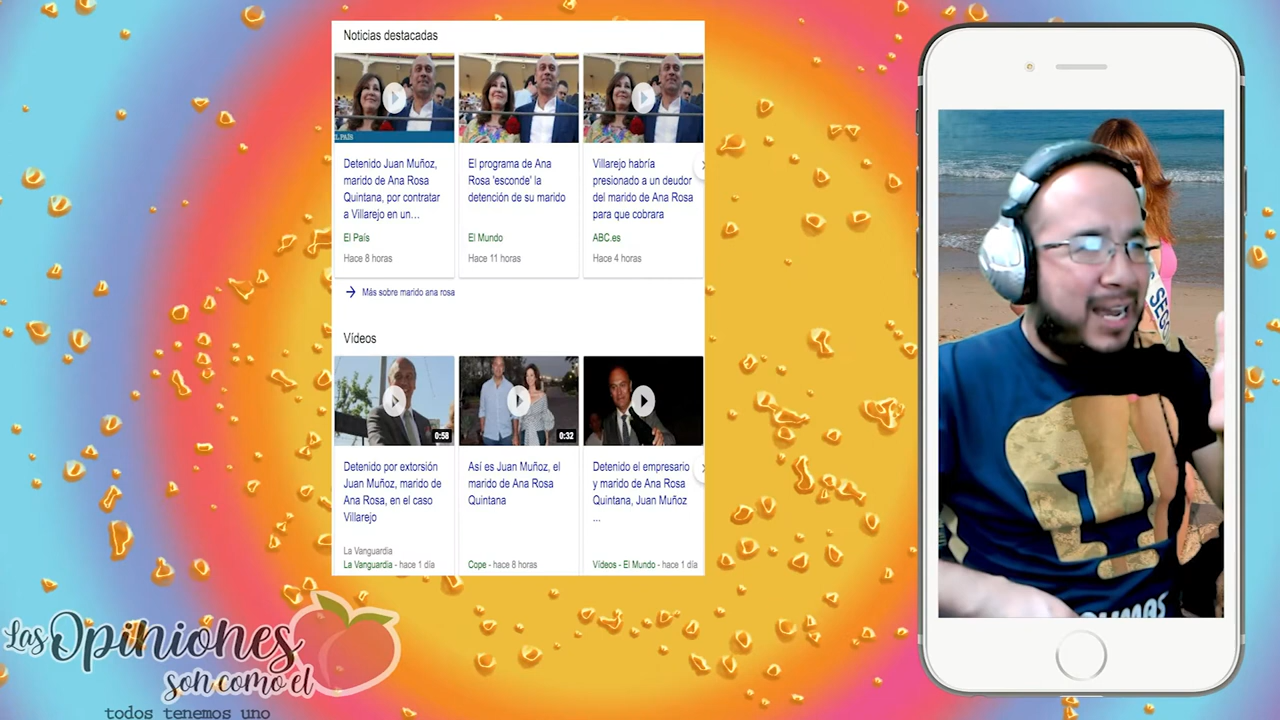 Noticias destacadas
EL PAÍS
Detenido Juan Muñoz,
marido de Ana Rosa
Quintana, por contratar
a Villarejo en un...
El País
Hace 8 horas
El programa de Ana
Rosa 'esconde' la
detención de su marido
El Mundo
Hace 11 horas
Villarejo habría
presionado a un deudor
del marido de Ana Rosa
para que cobrara
ABC.es
Hace 4 horas
Más sobre marido ana rosa
Vídeos
0:58
Detenido por extorsión
Juan Muñoz, marido de
Ana Rosa, en el caso
Villarejo
La Vanguardia
La Vanguardia - hace 1 día
0:32
Así es Juan Muñoz, el
marido de Ana Rosa
Quintana
Cope - hace 8 horas
Detenido el empresario
y marido de Ana Rosa
Quintana, Juan Muñoz
...
Vídeos - El Mundo - hace 1 día
Las Opiniones
son como el
todos tenemos uno